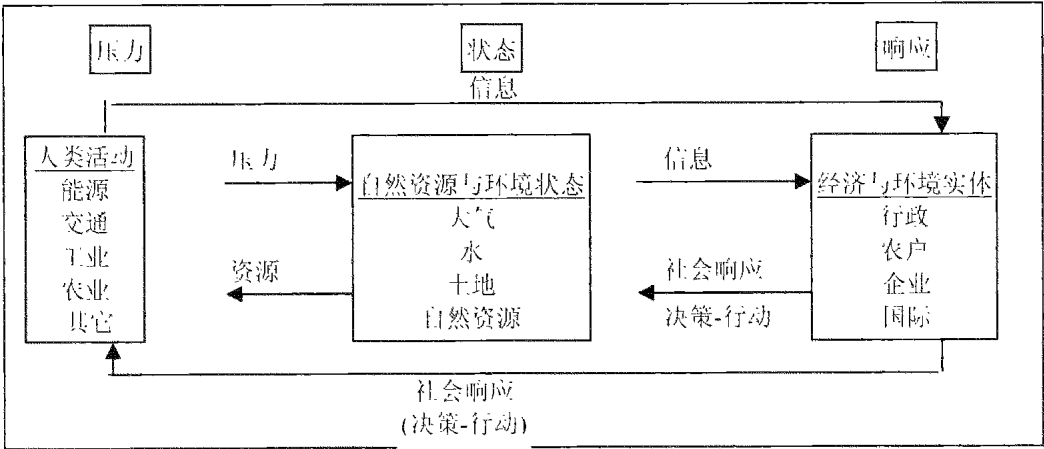 压力
状态
响应
信息
人类活动
能源
交通
工业
农业
其它
压力
资源
自然资源与环境状态
大气
水
土地
自然资源
信息
社会响应
决策-行动
经济与环境实体
行政
农户
企业
国际
社会响应
(决策-行动)